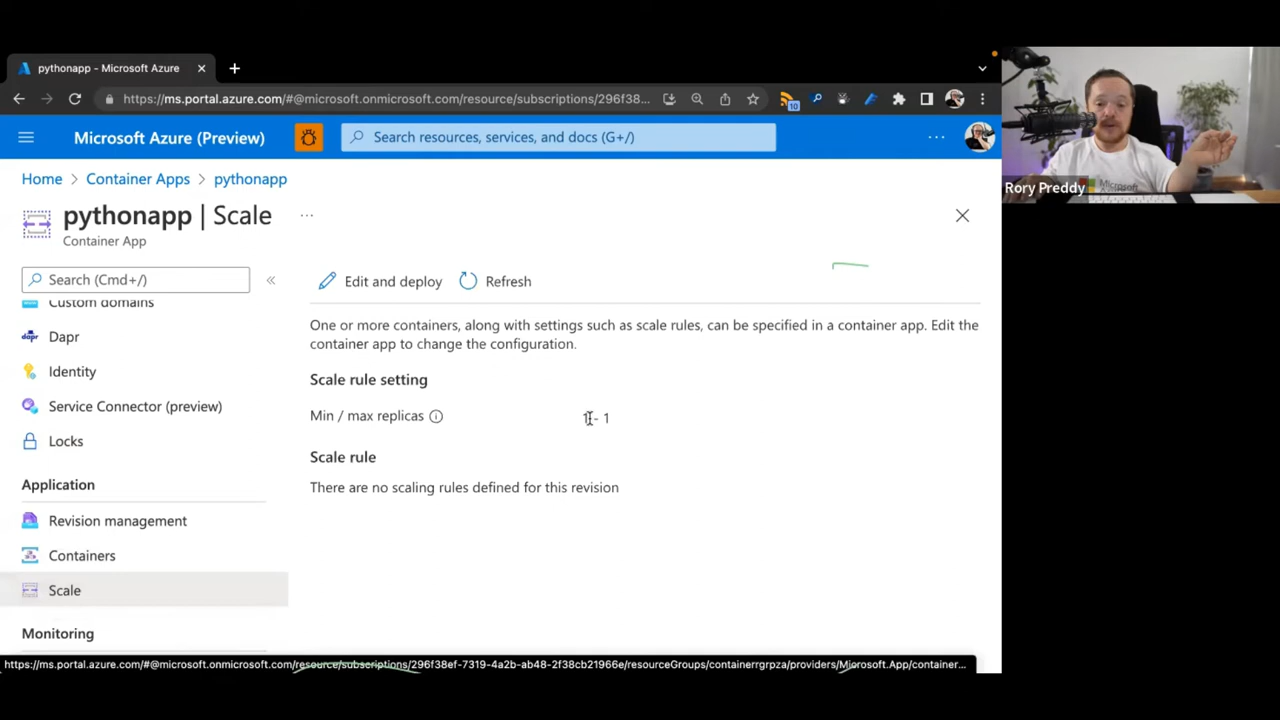 pythonapp - Microsoft Azure
https://ms.portal.azure.com/#@microsoft.onmicrosoft.com/resource/subscriptions/296f38...
10
Microsoft Azure (Preview)
Search resources, services, and docs (G+/)
Home > Container Apps > pythonapp
pythonapp | Scale
Container App
Search (Cmd+/)
«
Custom domains
Dapr
Identity
Service Connector (preview)
Locks
Application
Revision management
Containers
Scale
Monitoring
Edit and deploy
Refresh
One or more containers, along with settings such as scale rules, can be specified in a container app. Edit the
container app to change the configuration.
Scale rule setting
Min / max replicas
1 - 1
Scale rule
There are no scaling rules defined for this revision
https://ms.portal.azure.com/#@microsoft.onmicrosoft.com/resource/subscriptions/296f38ef-7319-4a2b-ab48-2f38cb21966e/resourceGroups/containerrgrpza/providers/Microsoft.App/container...
Rory Preddy
Microsoft